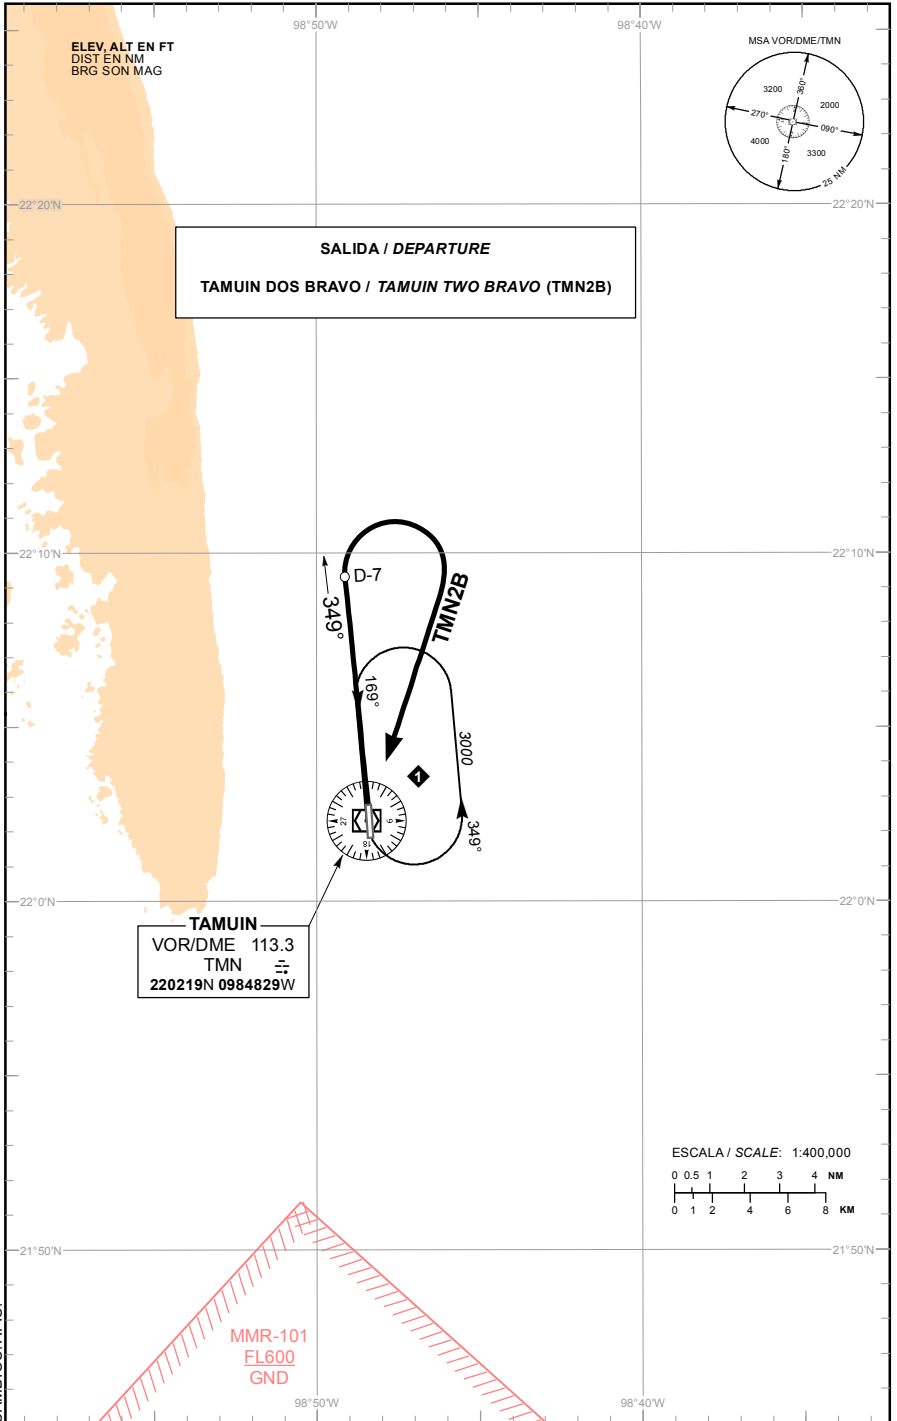 98°50'W
98°40'W
ELEV, ALT EN FT
DIST EN NM
BRG SON MAG
MSA VOR/DME/TMN
3200
360°
2000
270°
090°
4000
180°
3300
25 NM
22°20'N
22°20'N
SALIDA / DEPARTURE
TAMUIN DOS BRAVO / TAMUIN TWO BRAVO (TMN2B)
22°10'N
22°10'N
D-7
349°
TMN2B
169°
3000
1
349°
27
9
18
22°0'N
22°0'N
TAMUIN
VOR/DME 113.3
TMN
220219N 0984829W
ESCALA / SCALE: 1:400,000
0 0.5 1 2 3 4 NM
0 1 2 4 6 8 KM
21°50'N
21°50'N
MMR-101
FL600
GND
98°50'W
98°40'W